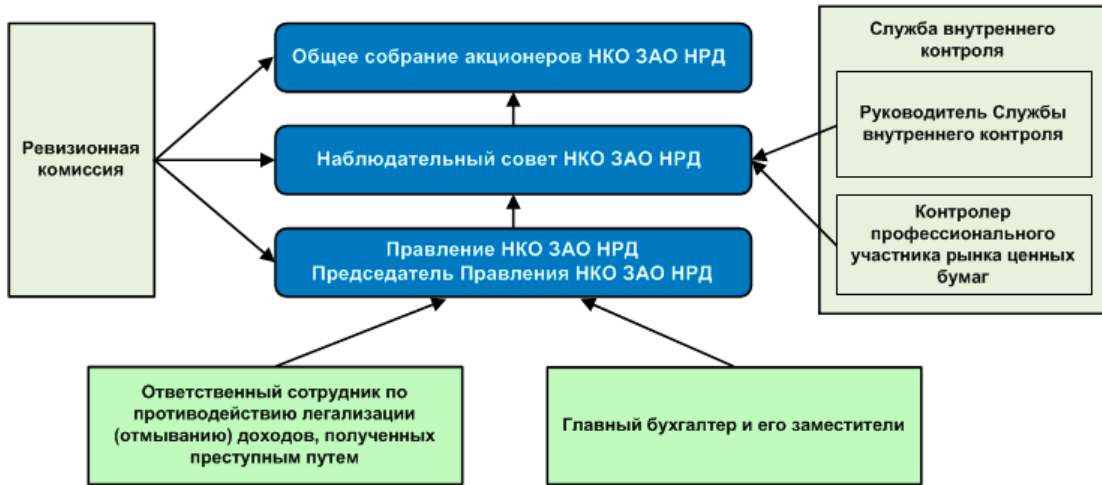 Ревизионная
комиссия
Общее собрание акционеров НКО ЗАО НРД
Наблюдательный совет НКО ЗАО НРД
Правление НКО ЗАО НРД
Председатель Правления НКО ЗАО НРД
Служба внутреннего
контроля
Руководитель Службы
внутреннего контроля
Контролер
профессионального
участника рынка ценных
бумаг
Ответственный сотрудник по
противодействию легализации
(отмыванию) доходов, полученных
преступным путем
Главный бухгалтер и его заместители